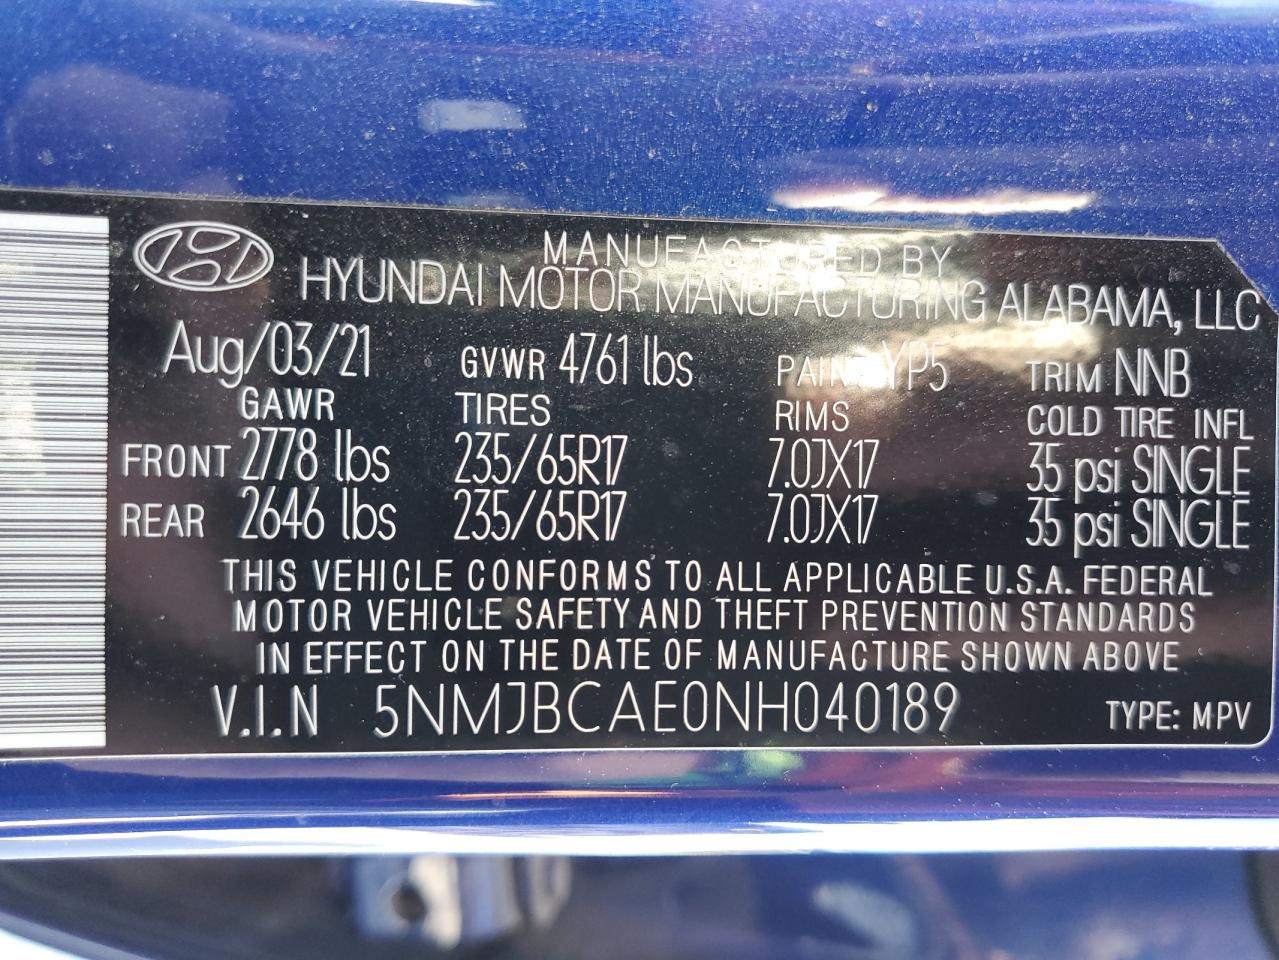 MANUFACTURED BY
HYUNDAI MOTOR MANUFACTURING ALABAMA, LLC
Aug/03/21 GVWR 4761 lbs PAINT YP5 TRIM NNB
GAWR TIRES RIMS COLD TIRE INFL
FRONT 2778 lbs 235/65R17 7.0JX17 35 psi SINGLE
REAR 2646 lbs 235/65R17 7.0JX17 35 psi SINGLE
THIS VEHICLE CONFORMS TO ALL APPLICABLE U.S.A. FEDERAL
MOTOR VEHICLE SAFETY AND THEFT PREVENTION STANDARDS
IN EFFECT ON THE DATE OF MANUFACTURE SHOWN ABOVE
V.I.N 5NMJBCAE0NH040189 TYPE: MPV